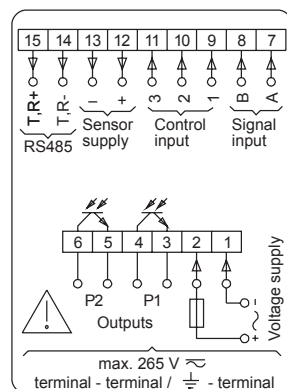 15 14 13 12 11 10 9 8 7
T,R+ T,R- – + 3 2 1 B A
RS485
Sensor supply
Control input
Signal input
6 5 4 3 2 1
P2 P1
Outputs
-
+
Voltage supply
max. 265 V
terminal - terminal / - terminal